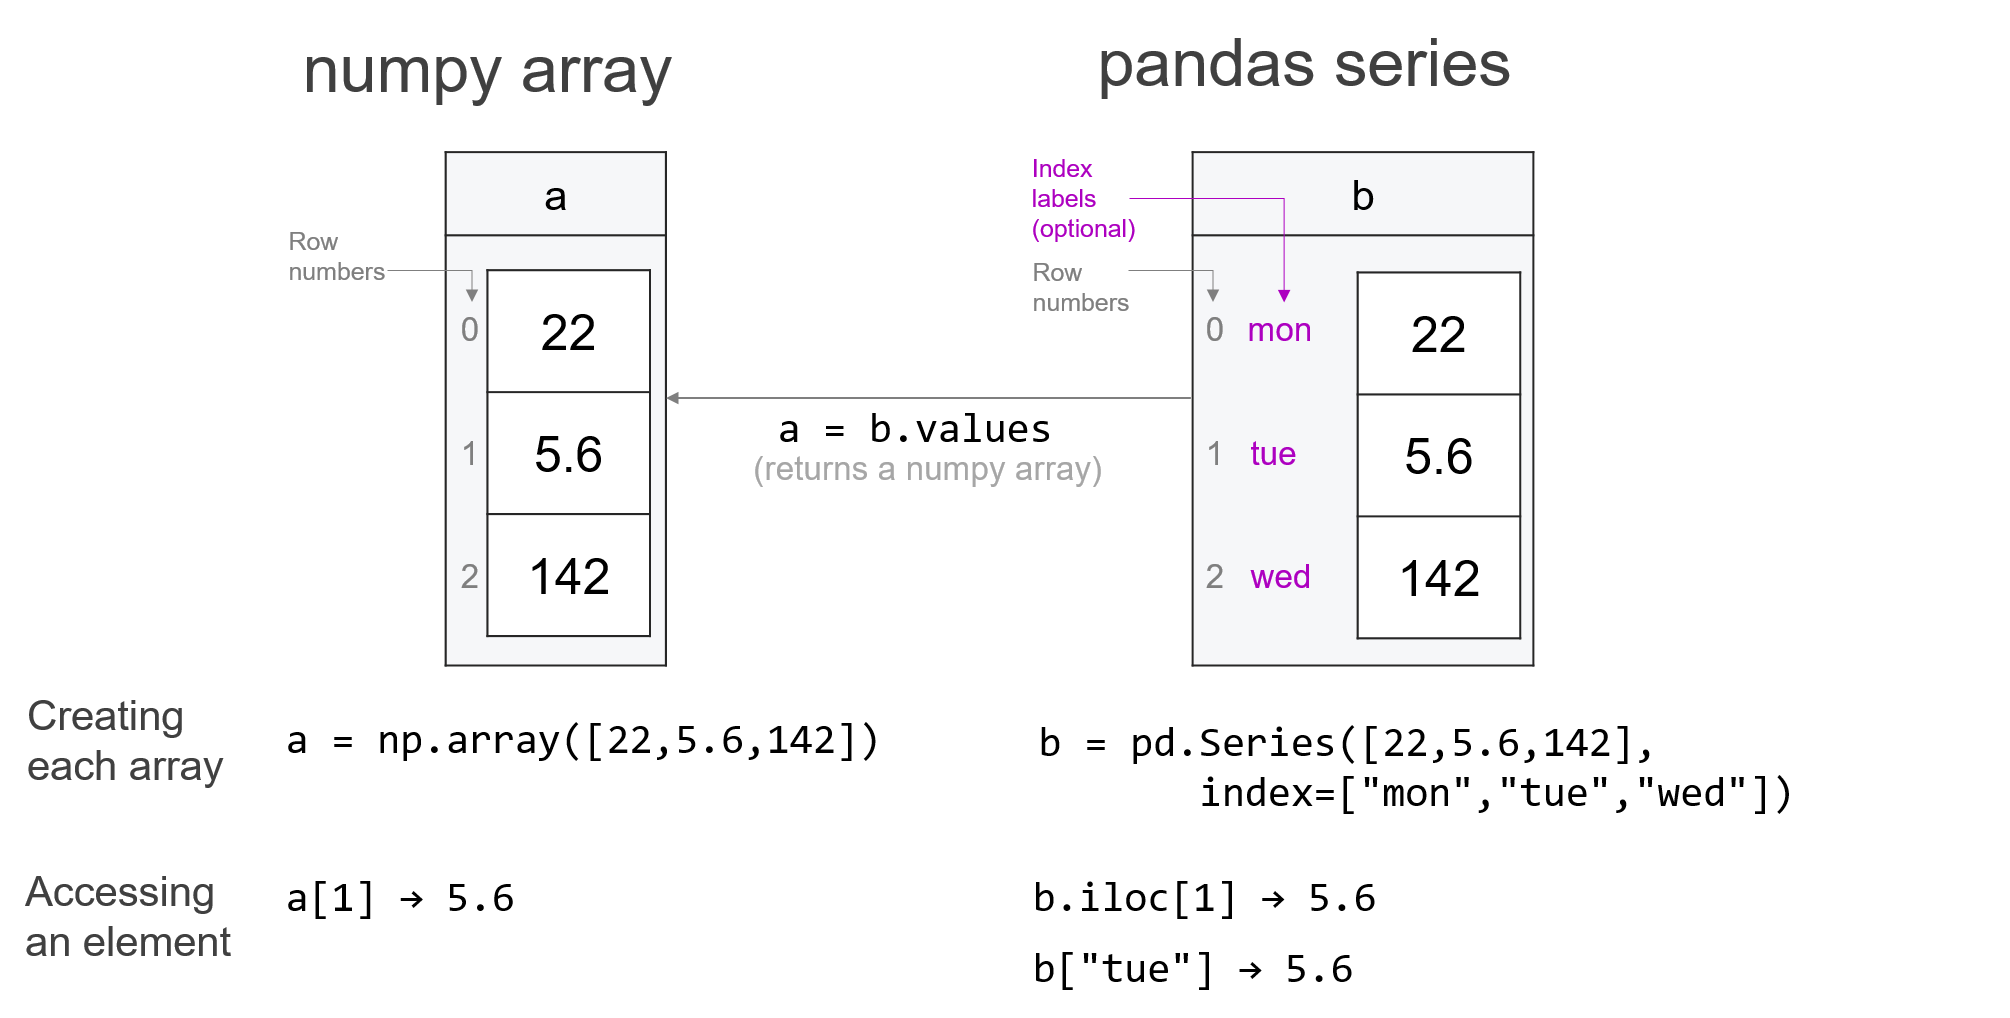 numpy array
pandas series
a
Row
numbers
0
22
1
5.6
2
142
a = b.values
(returns a numpy array)
Index
labels
(optional)
Row
numbers
b
0 mon 22
1 tue 5.6
2 wed 142
Creating
each array
a = np.array([22,5.6,142])
b = pd.Series([22,5.6,142],
index=["mon","tue","wed"])
Accessing
an element
a[1] → 5.6
b.iloc[1] → 5.6
b["tue"] → 5.6